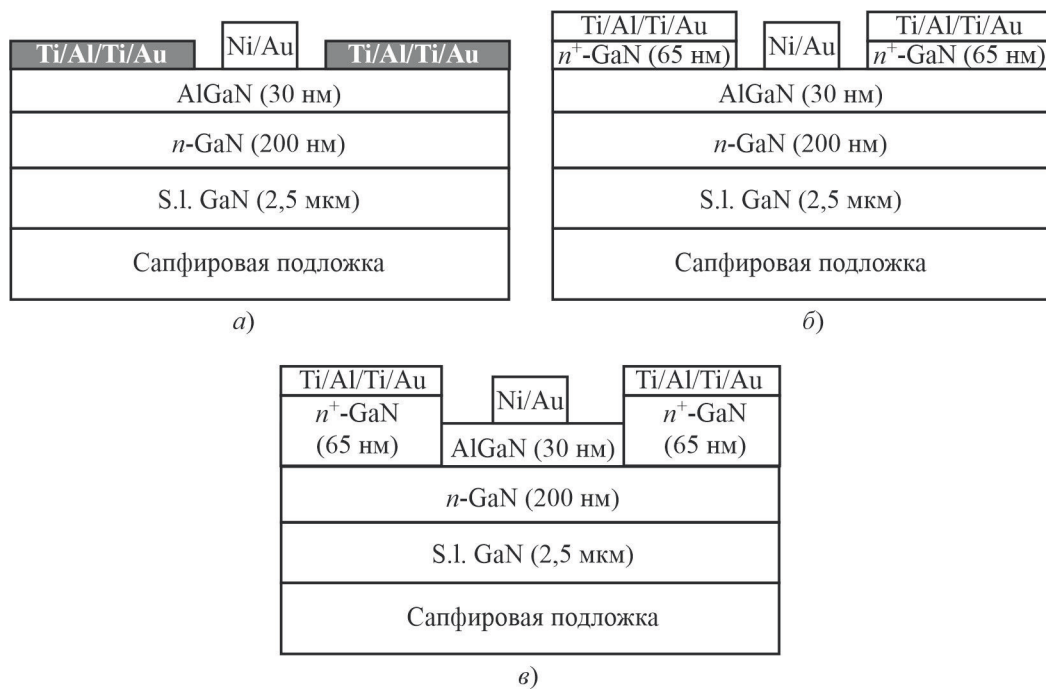 Ti/Al/Ti/Au Ni/Au Ti/Al/Ti/Au
AlGaN (30 нм)
n-GaN (200 нм)
S.l. GaN (2,5 мкм)
Сапфировая подложка
а)
Ti/Al/Ti/Au Ti/Al/Ti/Au
n⁺-GaN (65 нм) Ni/Au n⁺-GaN (65 нм)
AlGaN (30 нм)
n-GaN (200 нм)
S.l. GaN (2,5 мкм)
Сапфировая подложка
б)
Ti/Al/Ti/Au Ni/Au Ti/Al/Ti/Au
n⁺-GaN n⁺-GaN
(65 нм) AlGaN (30 нм) (65 нм)
n-GaN (200 нм)
S.l. GaN (2,5 мкм)
Сапфировая подложка
в)